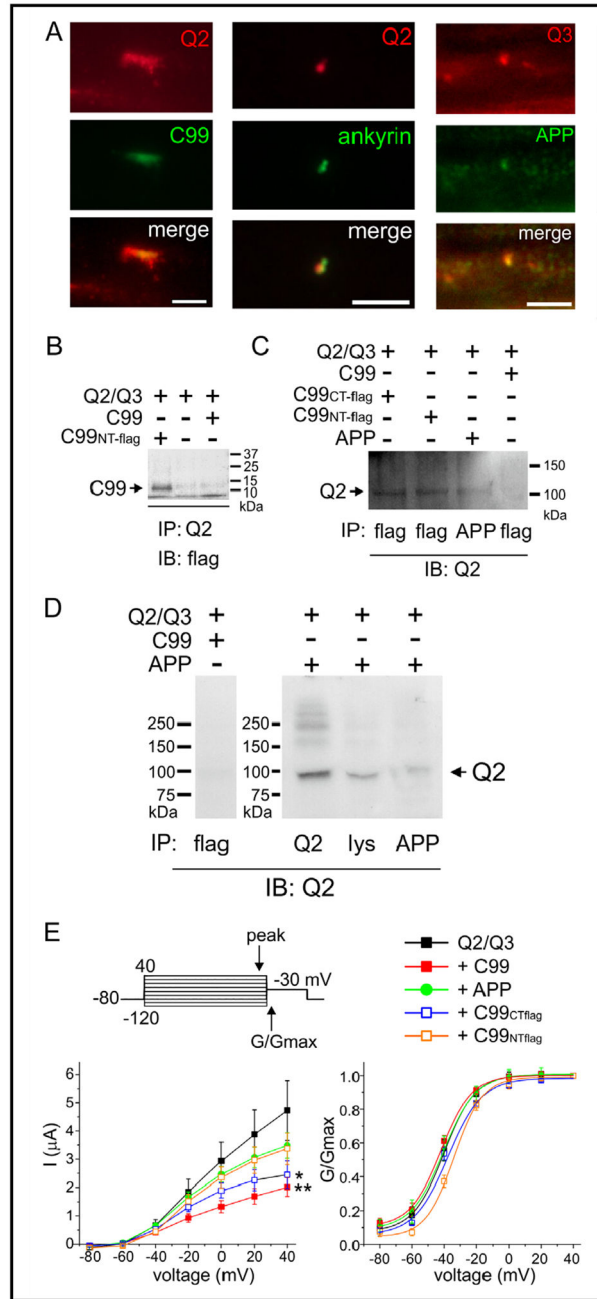 A
Q2 Q2 Q3
C99 ankyrin APP
merge merge merge
B
Q2/Q3 + + +
C99 - - +
C99NT-flag + - -
37
25
15
10
kDa
C99
IP: Q2
IB: flag
C
Q2/Q3 + + + +
C99 - - - +
C99CT-flag + - - -
C99NT-flag - + - -
APP - - + -
150
100
kDa
Q2
IP: flag flag APP flag
IB: Q2
D
Q2/Q3 + + + +
C99 + - - -
APP - + + +
250 250
150 150
100 100
75 75
kDa kDa
Q2
IP: flag Q2 lys APP
IB: Q2
E
peak
40
-30 mV
-80
-120
G/Gmax
Q2/Q3
+ C99
+ APP
+ C99CTflag
+ C99NTflag
I (µA)
6
5
4
3
2
1
0
*
**
-80 -60 -40 -20 0 20 40
voltage (mV)
G/Gmax
1.0
0.8
0.6
0.4
0.2
0.0
-80 -60 -40 -20 0 20 40
voltage (mV)